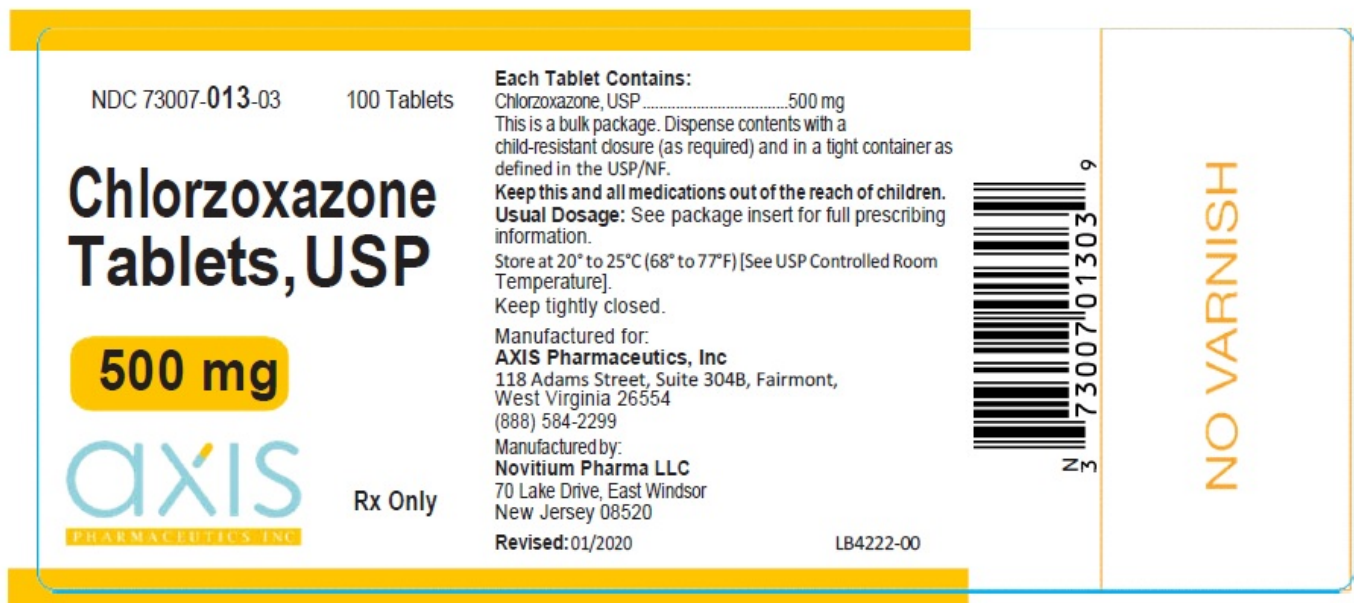 NDC 73007-013-03 100 Tablets
Chlorzoxazone
Tablets, USP
500 mg
axis
PHARMACEUTICS INC
Rx Only
Each Tablet Contains:
Chlorzoxazone, USP...................................500 mg
This is a bulk package. Dispense contents with a
child-resistant closure (as required) and in a tight container as
defined in the USP/NF.
Keep this and all medications out of the reach of children.
Usual Dosage: See package insert for full prescribing
information.
Store at 20° to 25°C (68° to 77°F) [See USP Controlled Room
Temperature].
Keep tightly closed.
Manufactured for:
AXIS Pharmaceutics, Inc
118 Adams Street, Suite 304B, Fairmont,
West Virginia 26554
(888) 584-2299
Manufactured by:
Novitium Pharma LLC
70 Lake Drive, East Windsor
New Jersey 08520
Revised: 01/2020 LB4222-00
N
3 73007 01303 9
NO VARNISH